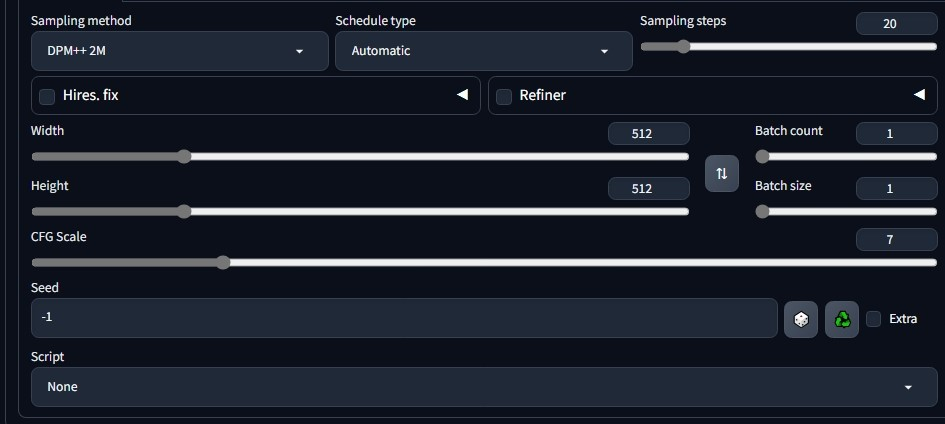 Sampling method
Schedule type
Sampling steps
20
DPM++ 2M
Automatic
Hires. fix
Refiner
Width
512
Batch count
1
Height
512
Batch size
1
CFG Scale
7
Seed
-1
Extra
Script
None